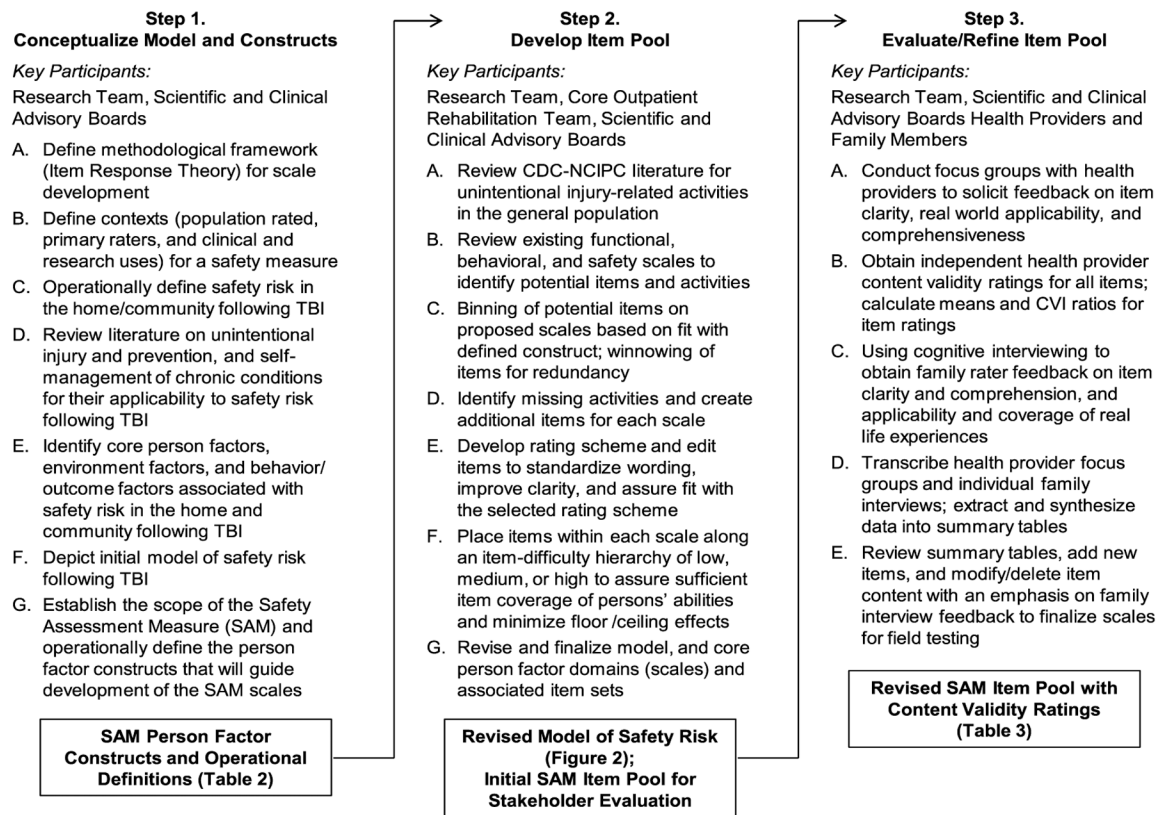 Step 1.
Conceptualize Model and Constructs
Key Participants:
Research Team, Scientific and Clinical
Advisory Boards
A. Define methodological framework
(Item Response Theory) for scale
development
B. Define contexts (population rated,
primary raters, and clinical and
research uses) for a safety measure
C. Operationally define safety risk in
the home/community following TBI
D. Review literature on unintentional
injury and prevention, and self-
management of chronic conditions
for their applicability to safety risk
following TBI
E. Identify core person factors,
environment factors, and behavior/
outcome factors associated with
safety risk in the home and
community following TBI
F. Depict initial model of safety risk
following TBI
G. Establish the scope of the Safety
Assessment Measure (SAM) and
operationally define the person
factor constructs that will guide
development of the SAM scales
SAM Person Factor
Constructs and Operational
Definitions (Table 2)
Step 2.
Develop Item Pool
Key Participants:
Research Team, Core Outpatient
Rehabilitation Team, Scientific and
Clinical Advisory Boards
A. Review CDC-NCIPC literature for
unintentional injury-related activities
in the general population
B. Review existing functional,
behavioral, and safety scales to
identify potential items and activities
C. Binning of potential items on
proposed scales based on fit with
defined construct; winnowing of
items for redundancy
D. Identify missing activities and create
additional items for each scale
E. Develop rating scheme and edit
items to standardize wording,
improve clarity, and assure fit with
the selected rating scheme
F. Place items within each scale along
an item-difficulty hierarchy of low,
medium, or high to assure sufficient
item coverage of persons' abilities
and minimize floor /ceiling effects
G. Revise and finalize model, and core
person factor domains (scales) and
associated item sets
Revised Model of Safety Risk
(Figure 2);
Initial SAM Item Pool for
Stakeholder Evaluation
Step 3.
Evaluate/Refine Item Pool
Key Participants:
Research Team, Scientific and Clinical
Advisory Boards Health Providers and
Family Members
A. Conduct focus groups with health
providers to solicit feedback on item
clarity, real world applicability, and
comprehensiveness
B. Obtain independent health provider
content validity ratings for all items;
calculate means and CVI ratios for
item ratings
C. Using cognitive interviewing to
obtain family rater feedback on item
clarity and comprehension, and
applicability and coverage of real
life experiences
D. Transcribe health provider focus
groups and individual family
interviews; extract and synthesize
data into summary tables
E. Review summary tables, add new
items, and modify/delete item
content with an emphasis on family
interview feedback to finalize scales
for field testing
Revised SAM Item Pool with
Content Validity Ratings
(Table 3)